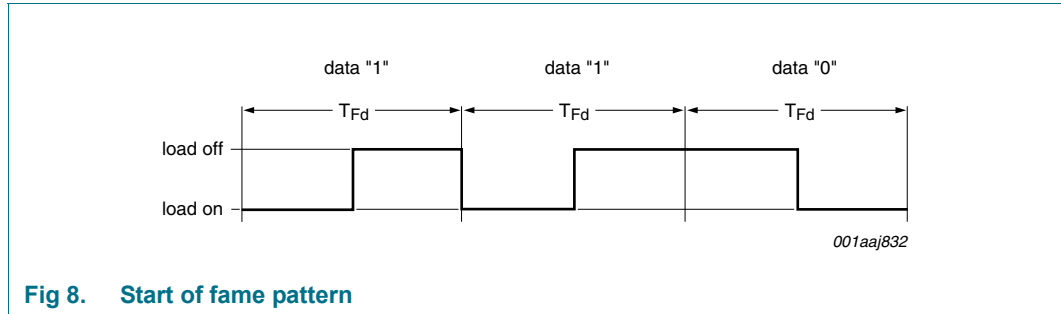 data "1" data "1" data "0"
TFd TFd TFd
load off
load on
001aaj832
Fig 8. Start of fame pattern